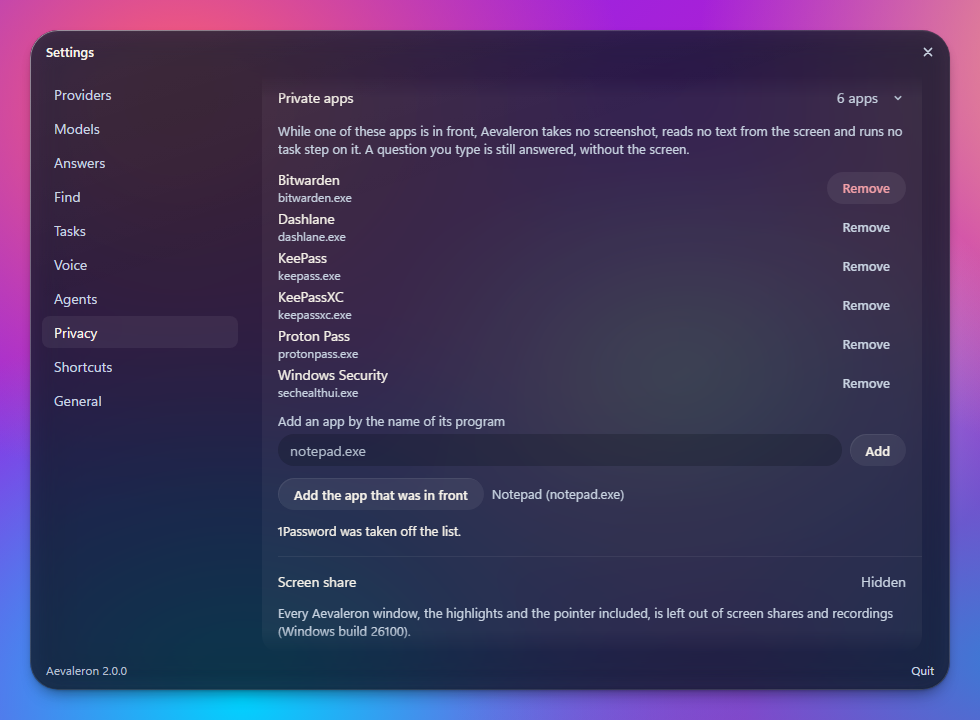 Settings
Providers
Models
Answers
Find
Tasks
Voice
Agents
Privacy
Shortcuts
General
Private apps
6 apps
While one of these apps is in front, Aevaleron takes no screenshot, reads no text from the screen and runs no
task step on it. A question you type is still answered, without the screen.
Bitwarden
bitwarden.exe
Remove
Dashlane
dashlane.exe
Remove
KeePass
keepass.exe
Remove
KeePassXC
keepassxc.exe
Remove
Proton Pass
protonpass.exe
Remove
Windows Security
sechealthui.exe
Remove
Add an app by the name of its program
notepad.exe
Add
Add the app that was in front
Notepad (notepad.exe)
1Password was taken off the list.
Screen share
Hidden
Every Aevaleron window, the highlights and the pointer included, is left out of screen shares and recordings
(Windows build 26100).
Aevaleron 2.0.0
Quit